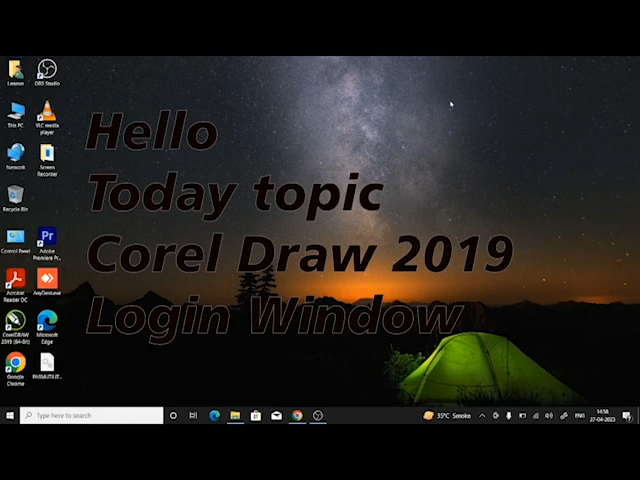 Hello
Today topic
Corel Draw 2019
Login Window
Lenovo
OBS Studio
This PC
VLC media player
Network
Screen Recorder
Recycle Bin
Control Panel
Adobe Premiere Pr...
Acrobat Reader DC
AnyDesk
CorelDRAW 2019 (64-Bit)
Microsoft Edge
Google Chrome
Type here to search
35°C Smoke
ENG
14:58
27-04-2023